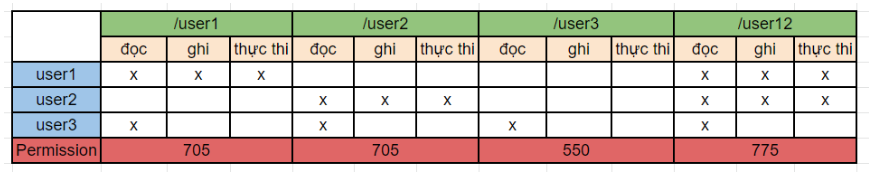 /user1 /user2 /user3 /user12
đọc ghi thực thi đọc ghi thực thi đọc ghi thực thi đọc ghi thực thi
user1 x x x x x x
user2 x x x x x x
user3 x x x x
Permission 705 705 550 775